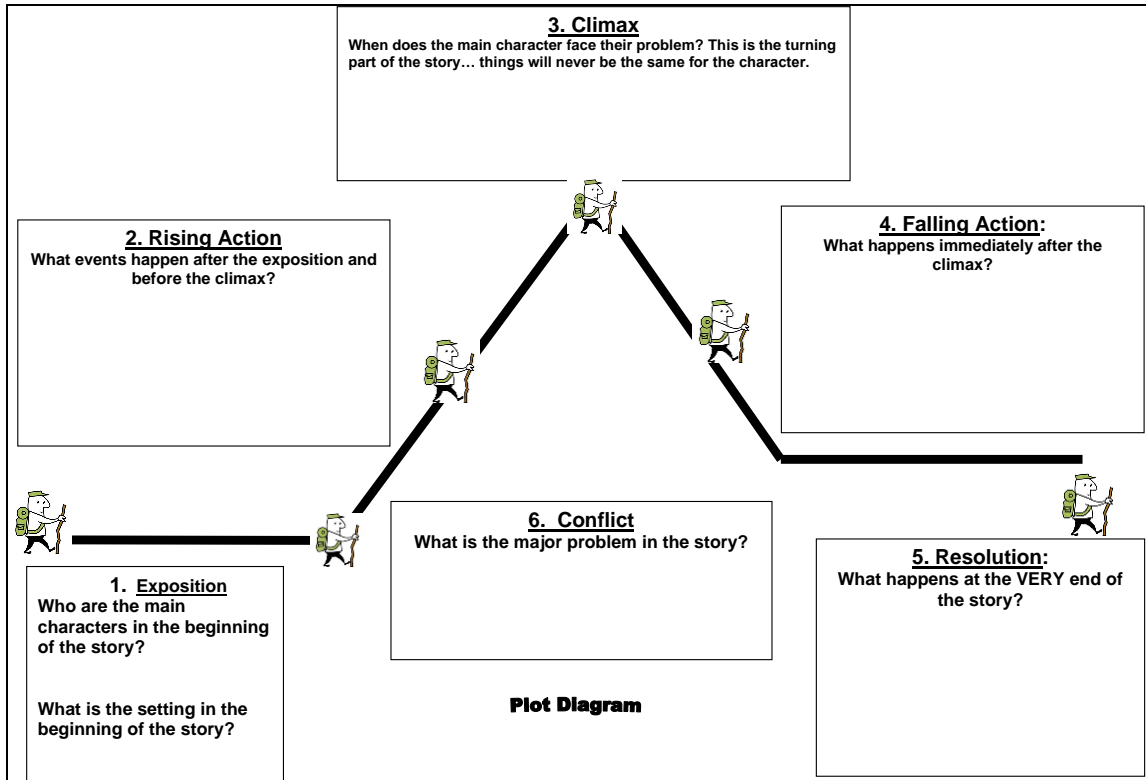 3. Climax
When does the main character face their problem? This is the turning
part of the story… things will never be the same for the character.
2. Rising Action
What events happen after the exposition and
before the climax?
4. Falling Action:
What happens immediately after the
climax?
6. Conflict
What is the major problem in the story?
1. Exposition
Who are the main
characters in the beginning
of the story?
What is the setting in the
beginning of the story?
5. Resolution:
What happens at the VERY end of
the story?
Plot Diagram